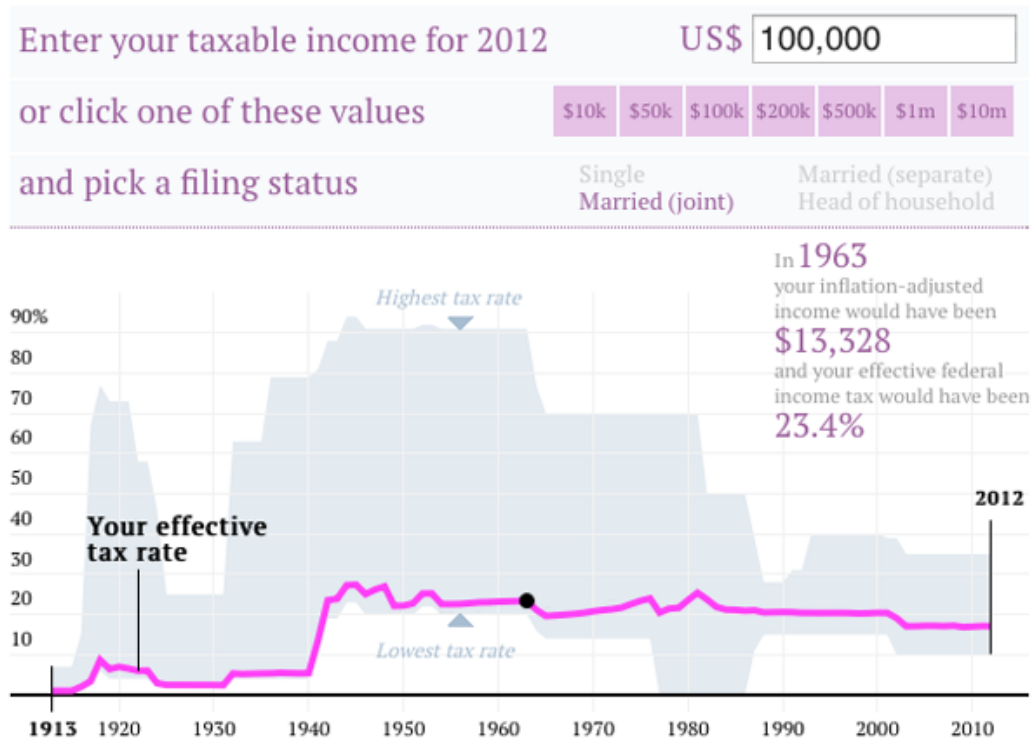 Enter your taxable income for 2012 US$ 100,000
or click one of these values $10k $50k $100k $200k $500k $1m $10m
and pick a filing status
Single Married (separate)
Married (joint) Head of household
In 1963
your inflation-adjusted
income would have been
$13,328
and your effective federal
income tax would have been
23.4%
Highest tax rate
90%
80
70
60
50
40
30
20
10
2012
Your effective
tax rate
Lowest tax rate
1913 1920 1930 1940 1950 1960 1970 1980 1990 2000 2010